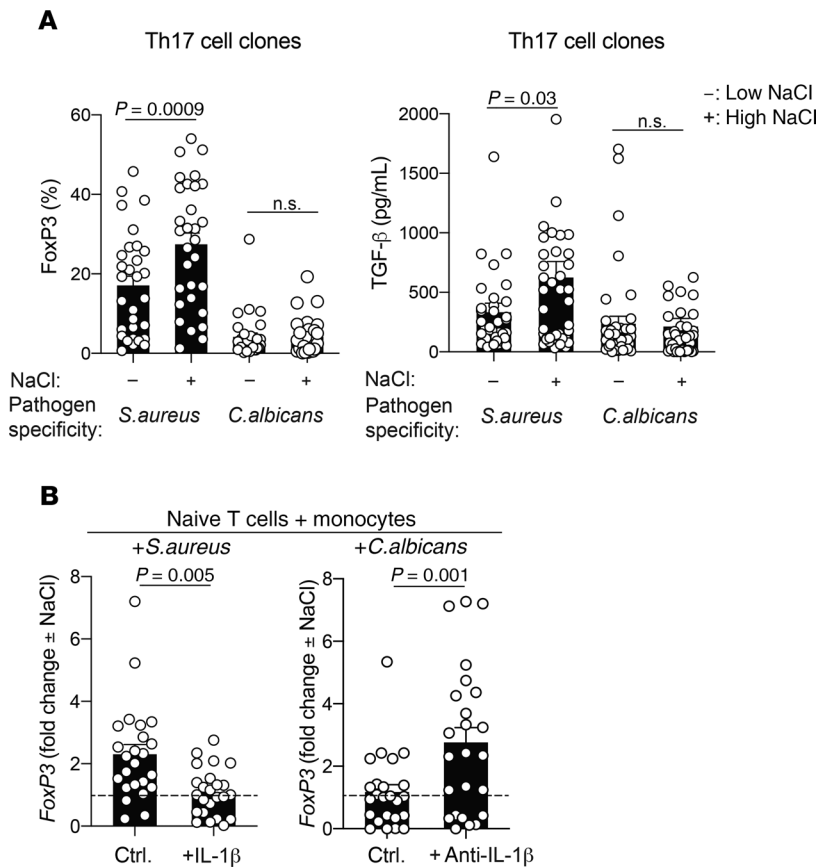 A
Th17 cell clones
Th17 cell clones
–: Low NaCl
+: High NaCl
P = 0.0009
n.s.
P = 0.03
n.s.
FoxP3 (%)
60
40
20
0
TGF-β (pg/mL)
2000
1500
1000
500
0
NaCl: – + – +
NaCl: – + – +
Pathogen
specificity: S.aureus C.albicans
Pathogen
specificity: S.aureus C.albicans
B
Naive T cells + monocytes
+S.aureus
+C.albicans
P = 0.005
P = 0.001
FoxP3 (fold change ± NaCl)
8
6
4
2
0
FoxP3 (fold change ± NaCl)
8
6
4
2
0
Ctrl. +IL-1β
Ctrl. + Anti-IL-1β